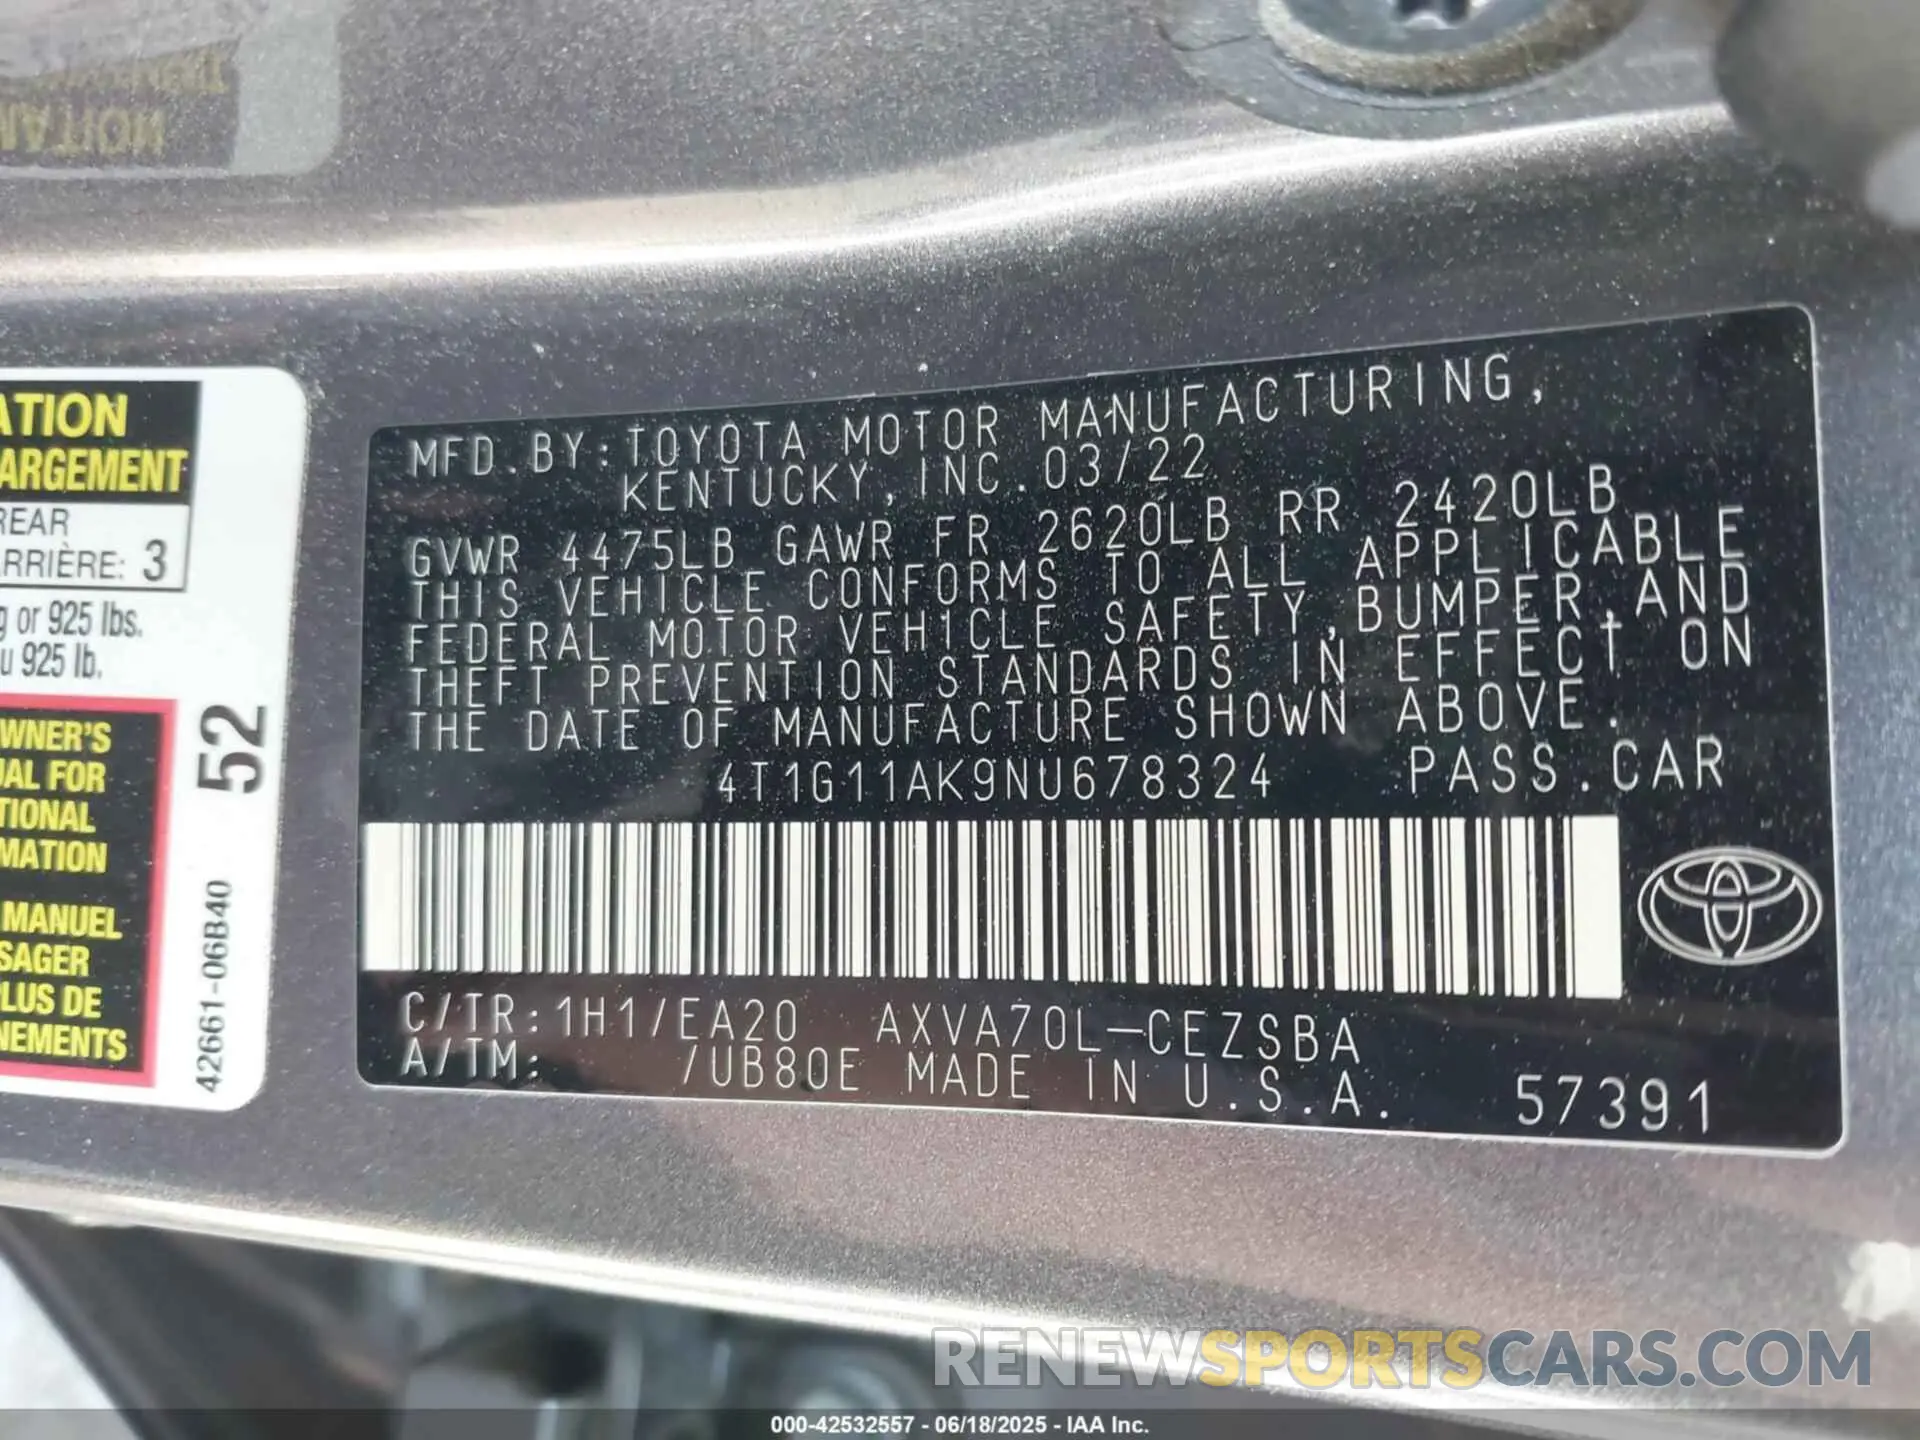 MFD.BY:TOYOTA MOTOR MANUFACTURING,
KENTUCKY,INC.03/22
GVWR 4475LB GAWR FR 2620LB RR 2420LB
THIS VEHICLE CONFORMS TO ALL APPLICABLE
FEDERAL MOTOR VEHICLE SAFETY,BUMPER,AND
THEFT PREVENTION STANDARDS IN EFFECT ON
THE DATE OF MANUFACTURE SHOWN ABOVE.
4T1G11AK9NU678324 PASS.CAR
C/TR:1H1/EA20 AXVA70L-CEZSBA
A/TM: /UB80E MADE IN U.S.A. 57391
ATION
ARGEMENT
REAR
ARRIÈRE: 3
g or 925 lbs.
u 925 lb.
WNER'S
UAL FOR
TIONAL
MATION
MANUEL
SAGER
PLUS DE
NEMENTS
52
42661-06B40
RENEWSPORTSCARS.COM
000-42532557 - 06/18/2025 - IAA Inc.